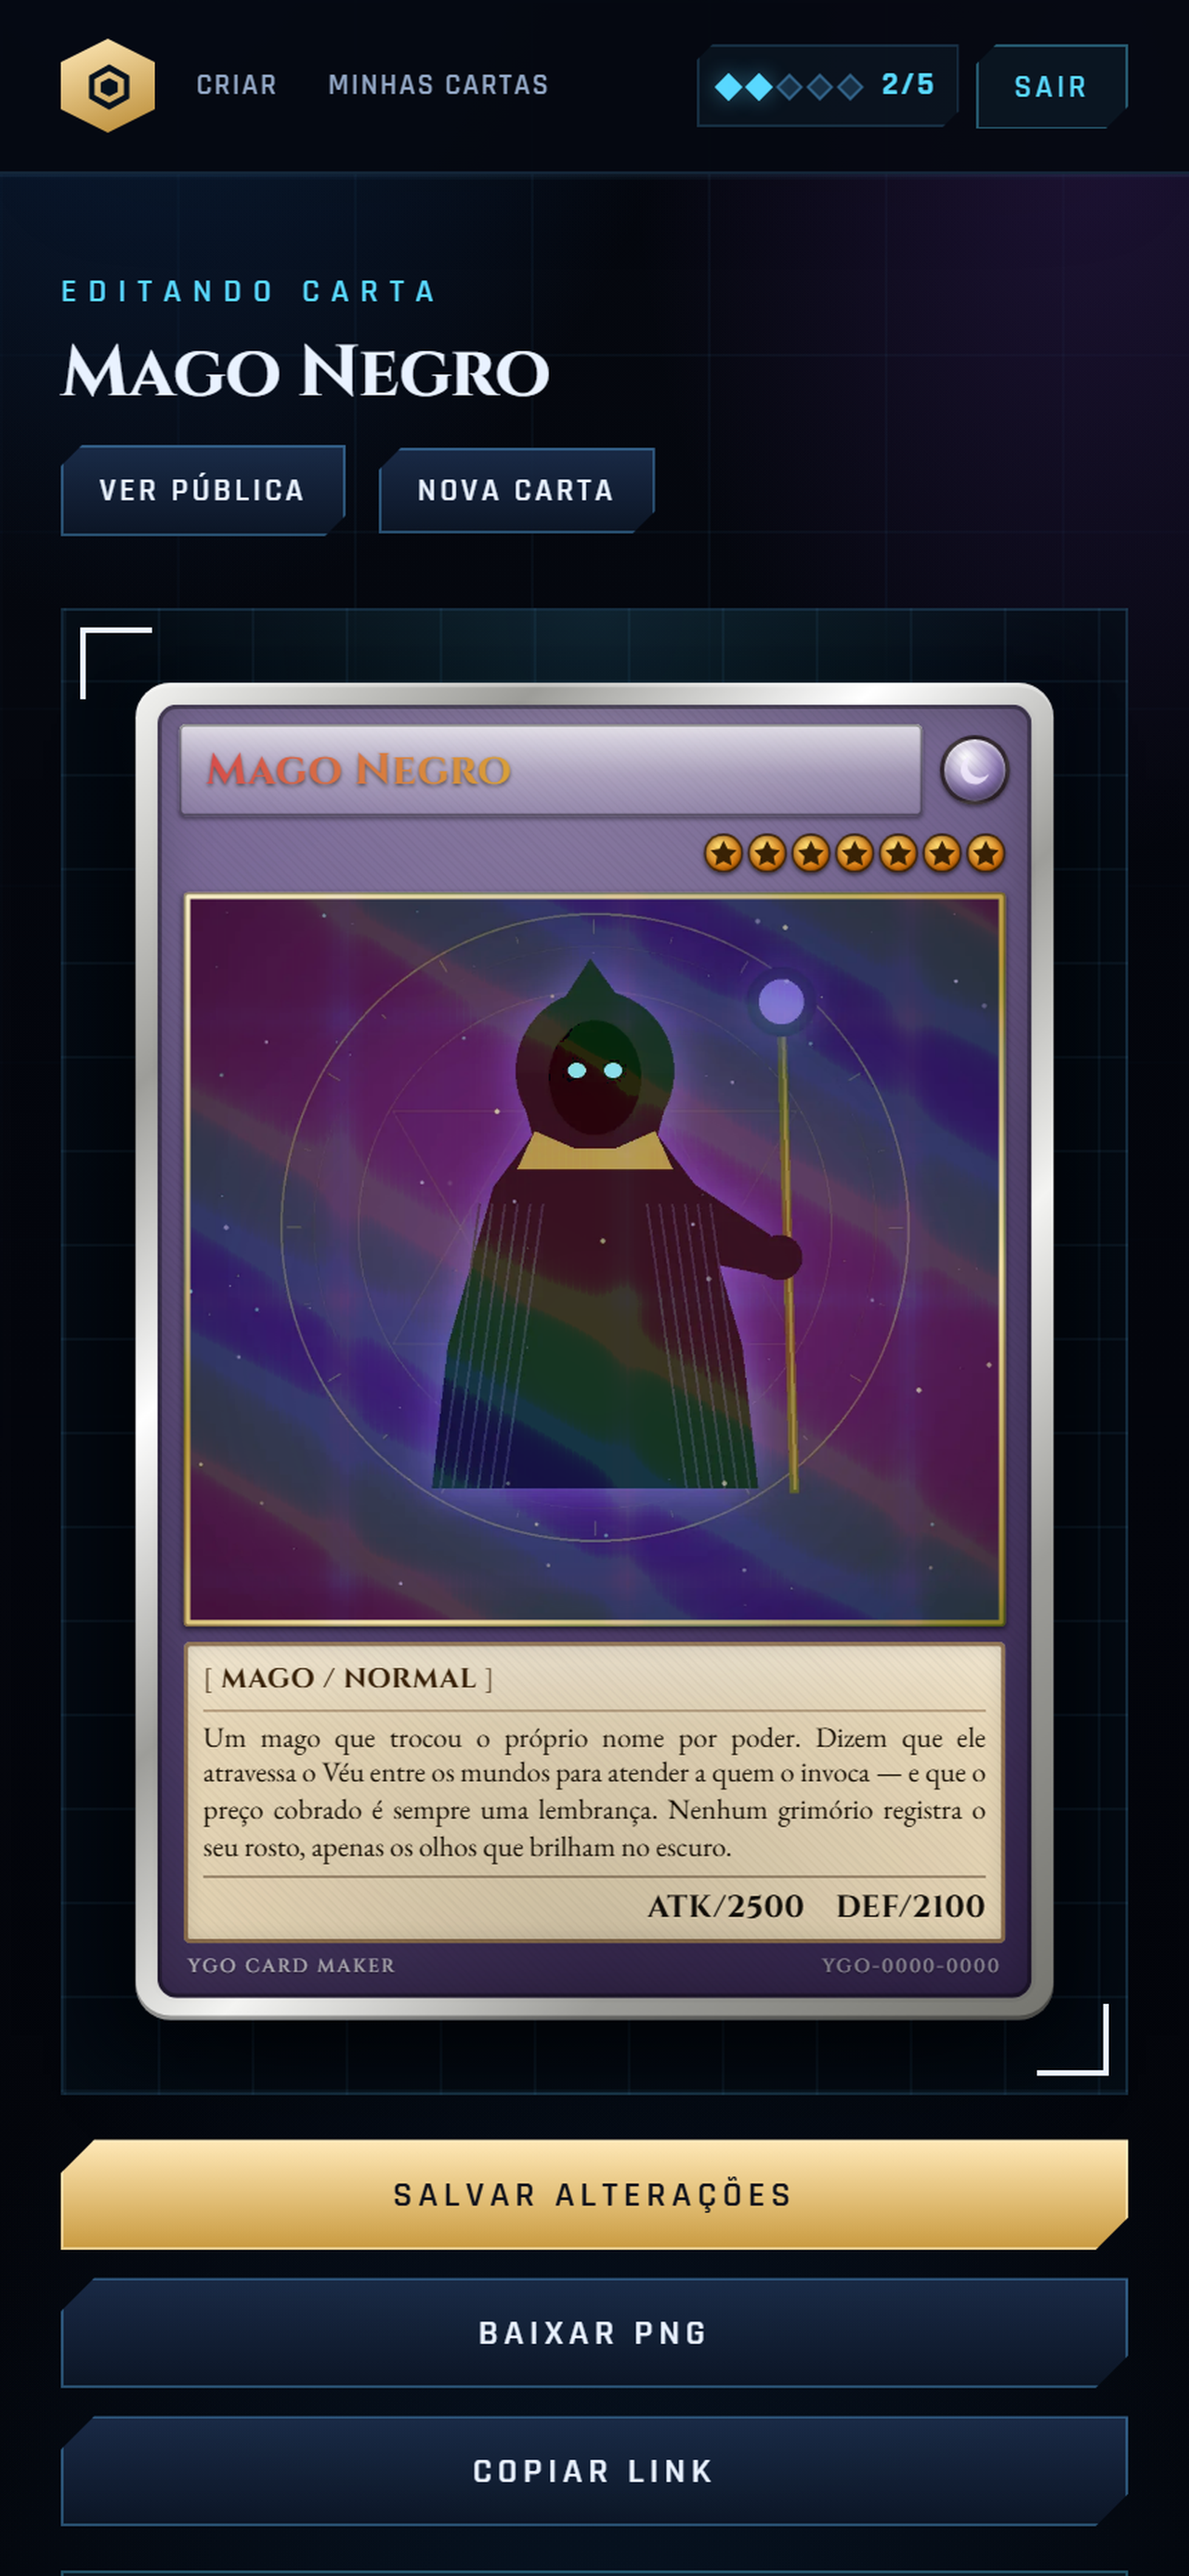 CRIAR MINHAS CARTAS 2/5 SAIR
EDITANDO CARTA
MAGO NEGRO
VER PÚBLICA NOVA CARTA
MAGO NEGRO
[ MAGO / NORMAL ]
Um mago que trocou o próprio nome por poder. Dizem que ele
atravessa o Véu entre os mundos para atender a quem o invoca — e que o
preço cobrado é sempre uma lembrança. Nenhum grimório registra o
seu rosto, apenas os olhos que brilham no escuro.
ATK/2500 DEF/2100
YGO CARD MAKER YGO-0000-0000
SALVAR ALTERAÇÕES
BAIXAR PNG
COPIAR LINK